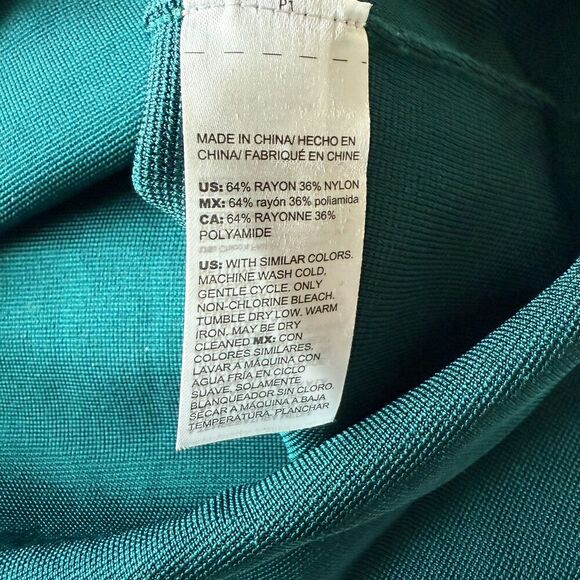 P1
MADE IN CHINA/ HECHO EN
CHINA/ FABRIQUÉ EN CHINE
US: 64% RAYON 36% NYLON
MX: 64% rayón 36% poliamida
CA: 64% RAYONNE 36%
POLYAMIDE
US: WITH SIMILAR COLORS.
MACHINE WASH COLD,
GENTLE CYCLE. ONLY
NON-CHLORINE BLEACH.
TUMBLE DRY LOW. WARM
IRON. MAY BE DRY
CLEANED MX: CON
COLORES SIMILARES.
LAVAR A MÁQUINA CON
AGUA FRÍA EN CICLO
SUAVE. SOLAMENTE
BLANQUEADOR SIN CLORO.
SECAR A MÁQUINA A BAJA
TEMPERATURA. PLANCHAR